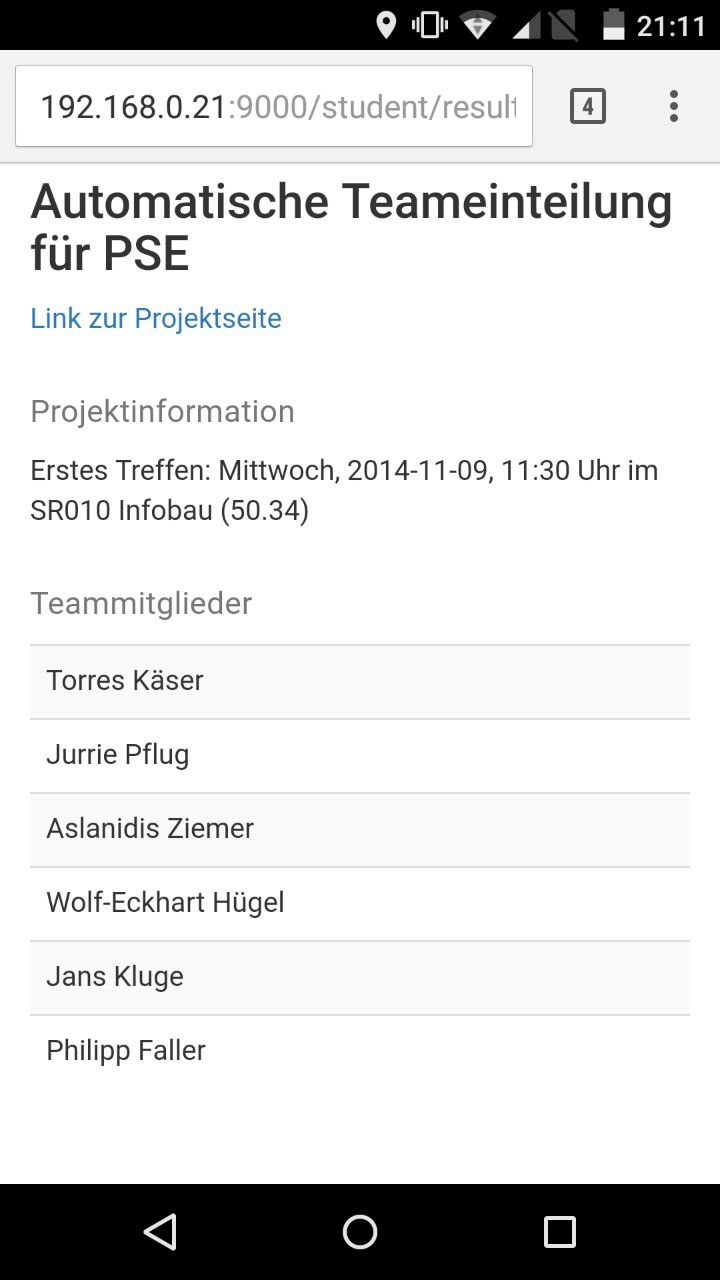 21:11
192.168.0.21:9000/student/result
4
Automatische Teameinteilung
für PSE
Link zur Projektseite
Projektinformation
Erstes Treffen: Mittwoch, 2014-11-09, 11:30 Uhr im
SR010 Infobau (50.34)
Teammitglieder
Torres Käser
Jurrie Pflug
Aslanidis Ziemer
Wolf-Eckhart Hügel
Jans Kluge
Philipp Faller